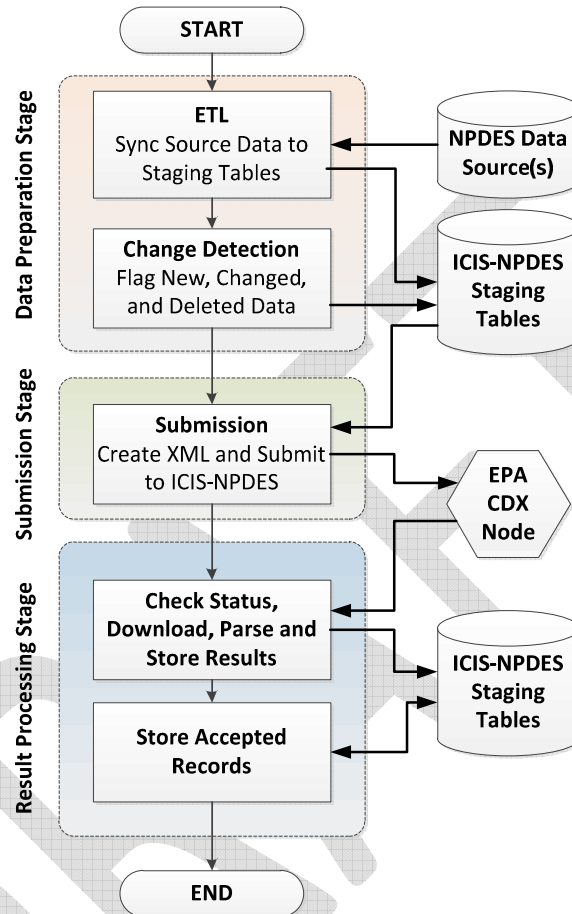 START
Data Preparation Stage
ETL
Sync Source Data to
Staging Tables
NPDES Data
Source(s)
Change Detection
Flag New, Changed,
and Deleted Data
ICIS-NPDES
Staging
Tables
Submission Stage
Submission
Create XML and Submit
to ICIS-NPDES
EPA
CDX
Node
Result Processing Stage
Check Status,
Download, Parse and
Store Results
ICIS-NPDES
Staging
Tables
Store Accepted
Records
END